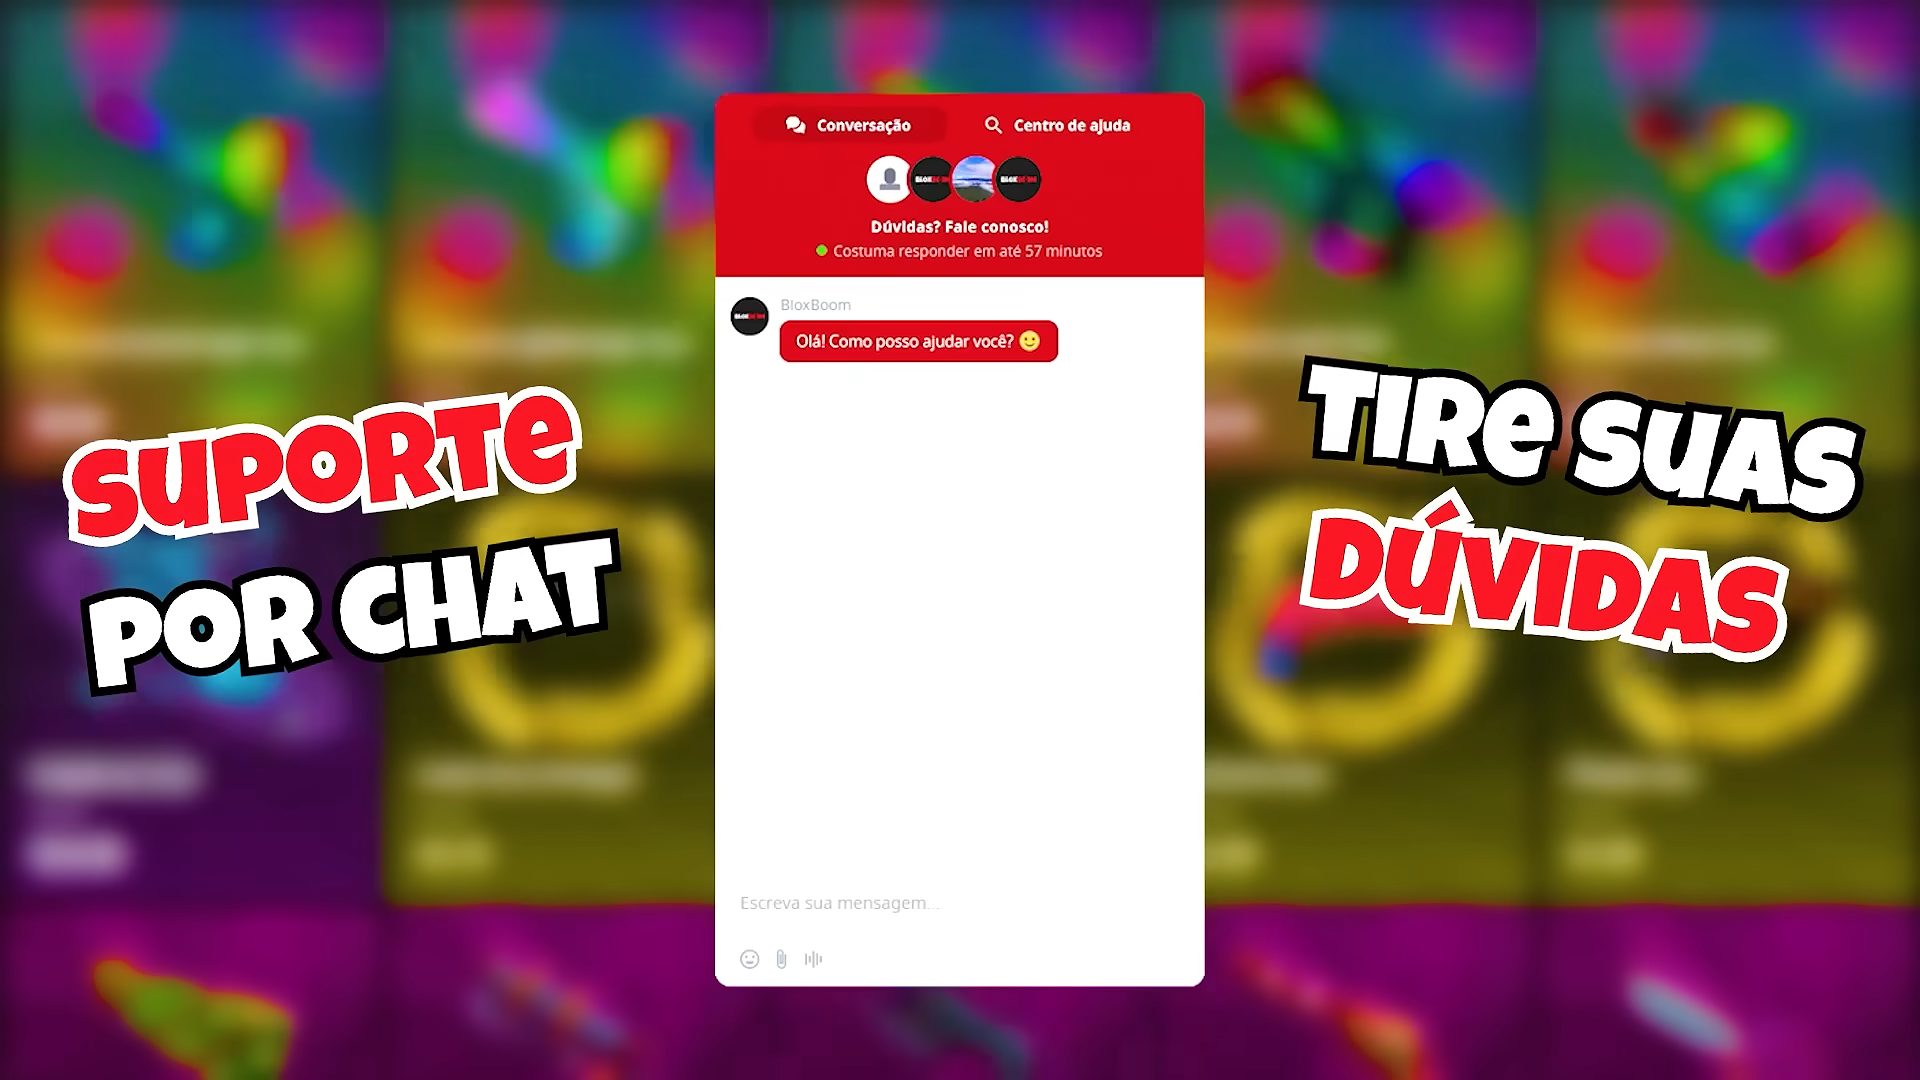 Conversação
Centro de ajuda
Dúvidas? Fale conosco!
Costuma responder em até 57 minutos
BloxBoom
Olá! Como posso ajudar você?
SUPORTE
POR CHAT
TIRE SUAS
DÚVIDAS
Escreva sua mensagem...